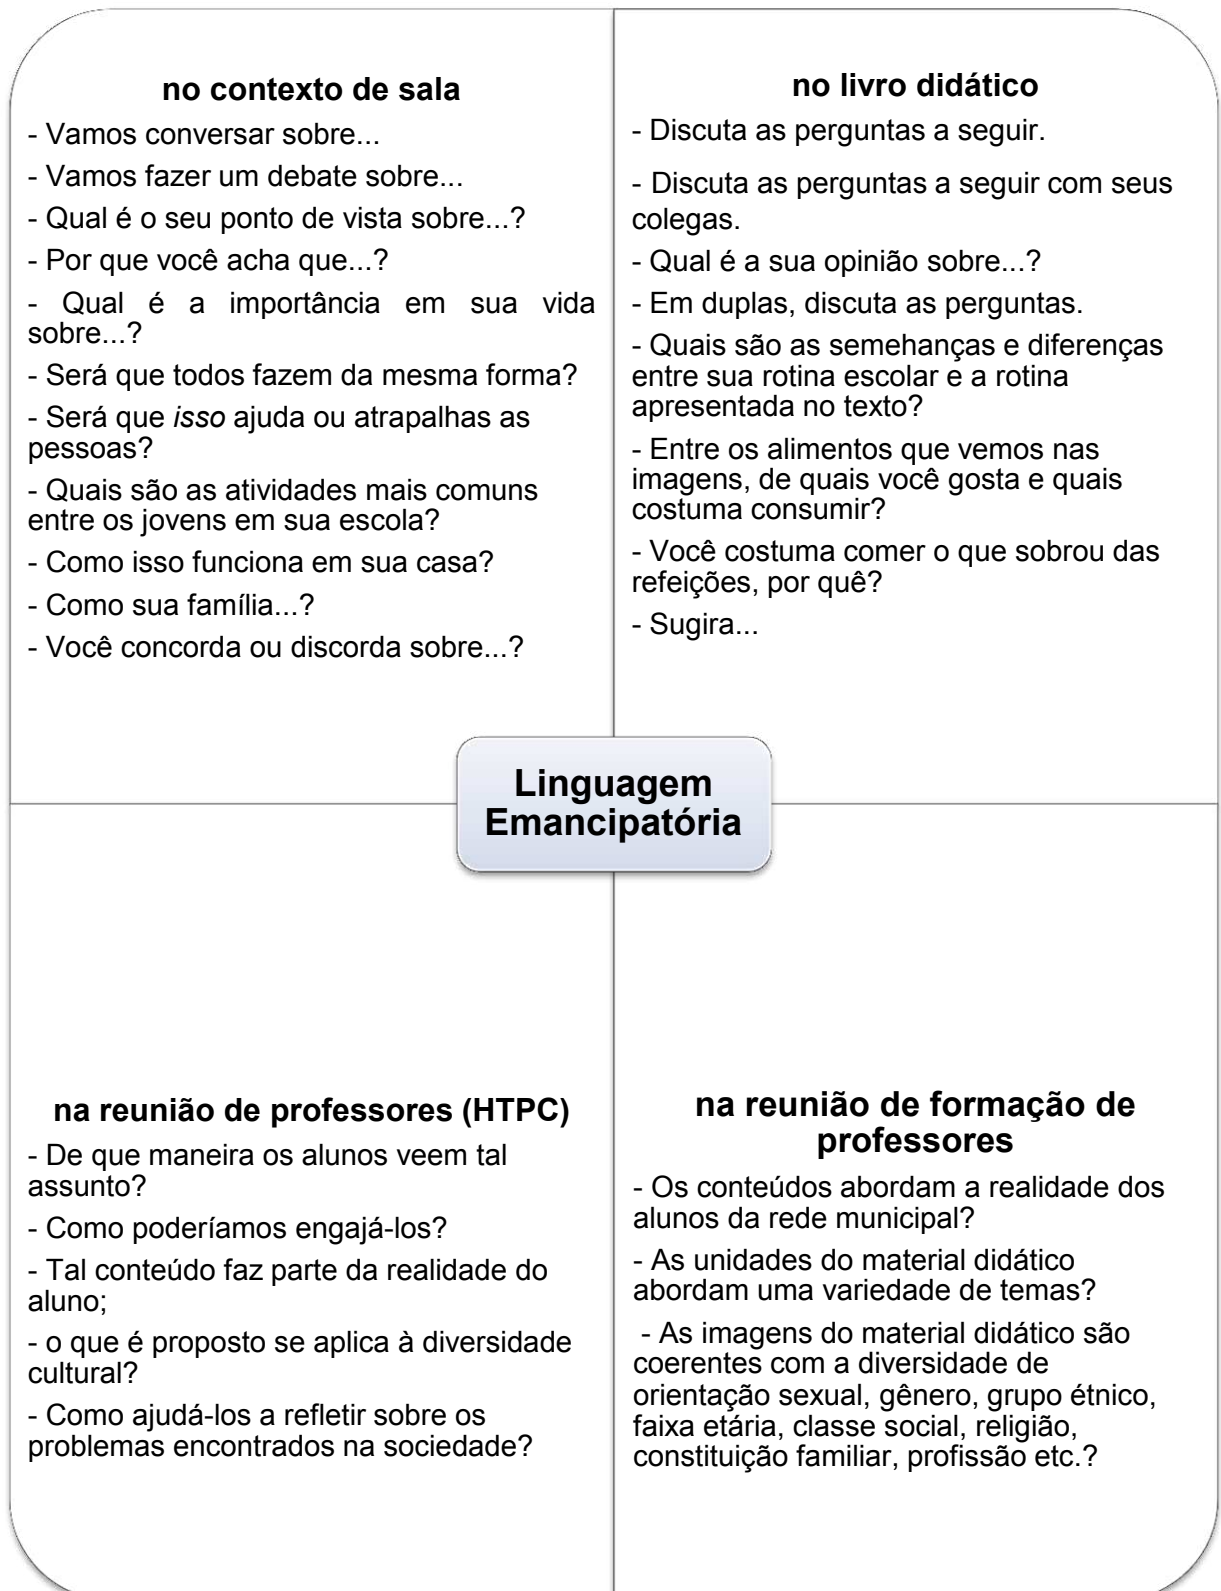 no contexto de sala
- Vamos conversar sobre...
- Vamos fazer um debate sobre...
- Qual é o seu ponto de vista sobre...?
- Por que você acha que...?
- Qual é a importância em sua vida
sobre...?
- Será que todos fazem da mesma forma?
- Será que isso ajuda ou atrapalhas as
pessoas?
- Quais são as atividades mais comuns
entre os jovens em sua escola?
- Como isso funciona em sua casa?
- Como sua família...?
- Você concorda ou discorda sobre...?
no livro didático
- Discuta as perguntas a seguir.
- Discuta as perguntas a seguir com seus
colegas.
- Qual é a sua opinião sobre...?
- Em duplas, discuta as perguntas.
- Quais são as semehanças e diferenças
entre sua rotina escolar e a rotina
apresentada no texto?
- Entre os alimentos que vemos nas
imagens, de quais você gosta e quais
costuma consumir?
- Você costuma comer o que sobrou das
refeições, por quê?
- Sugira...
Linguagem
Emancipatória
na reunião de professores (HTPC)
- De que maneira os alunos veem tal
assunto?
- Como poderíamos engajá-los?
- Tal conteúdo faz parte da realidade do
aluno;
- o que é proposto se aplica à diversidade
cultural?
- Como ajudá-los a refletir sobre os
problemas encontrados na sociedade?
na reunião de formação de
professores
- Os conteúdos abordam a realidade dos
alunos da rede municipal?
- As unidades do material didático
abordam uma variedade de temas?
- As imagens do material didático são
coerentes com a diversidade de
orientação sexual, gênero, grupo étnico,
faixa etária, classe social, religião,
constituição familiar, profissão etc.?